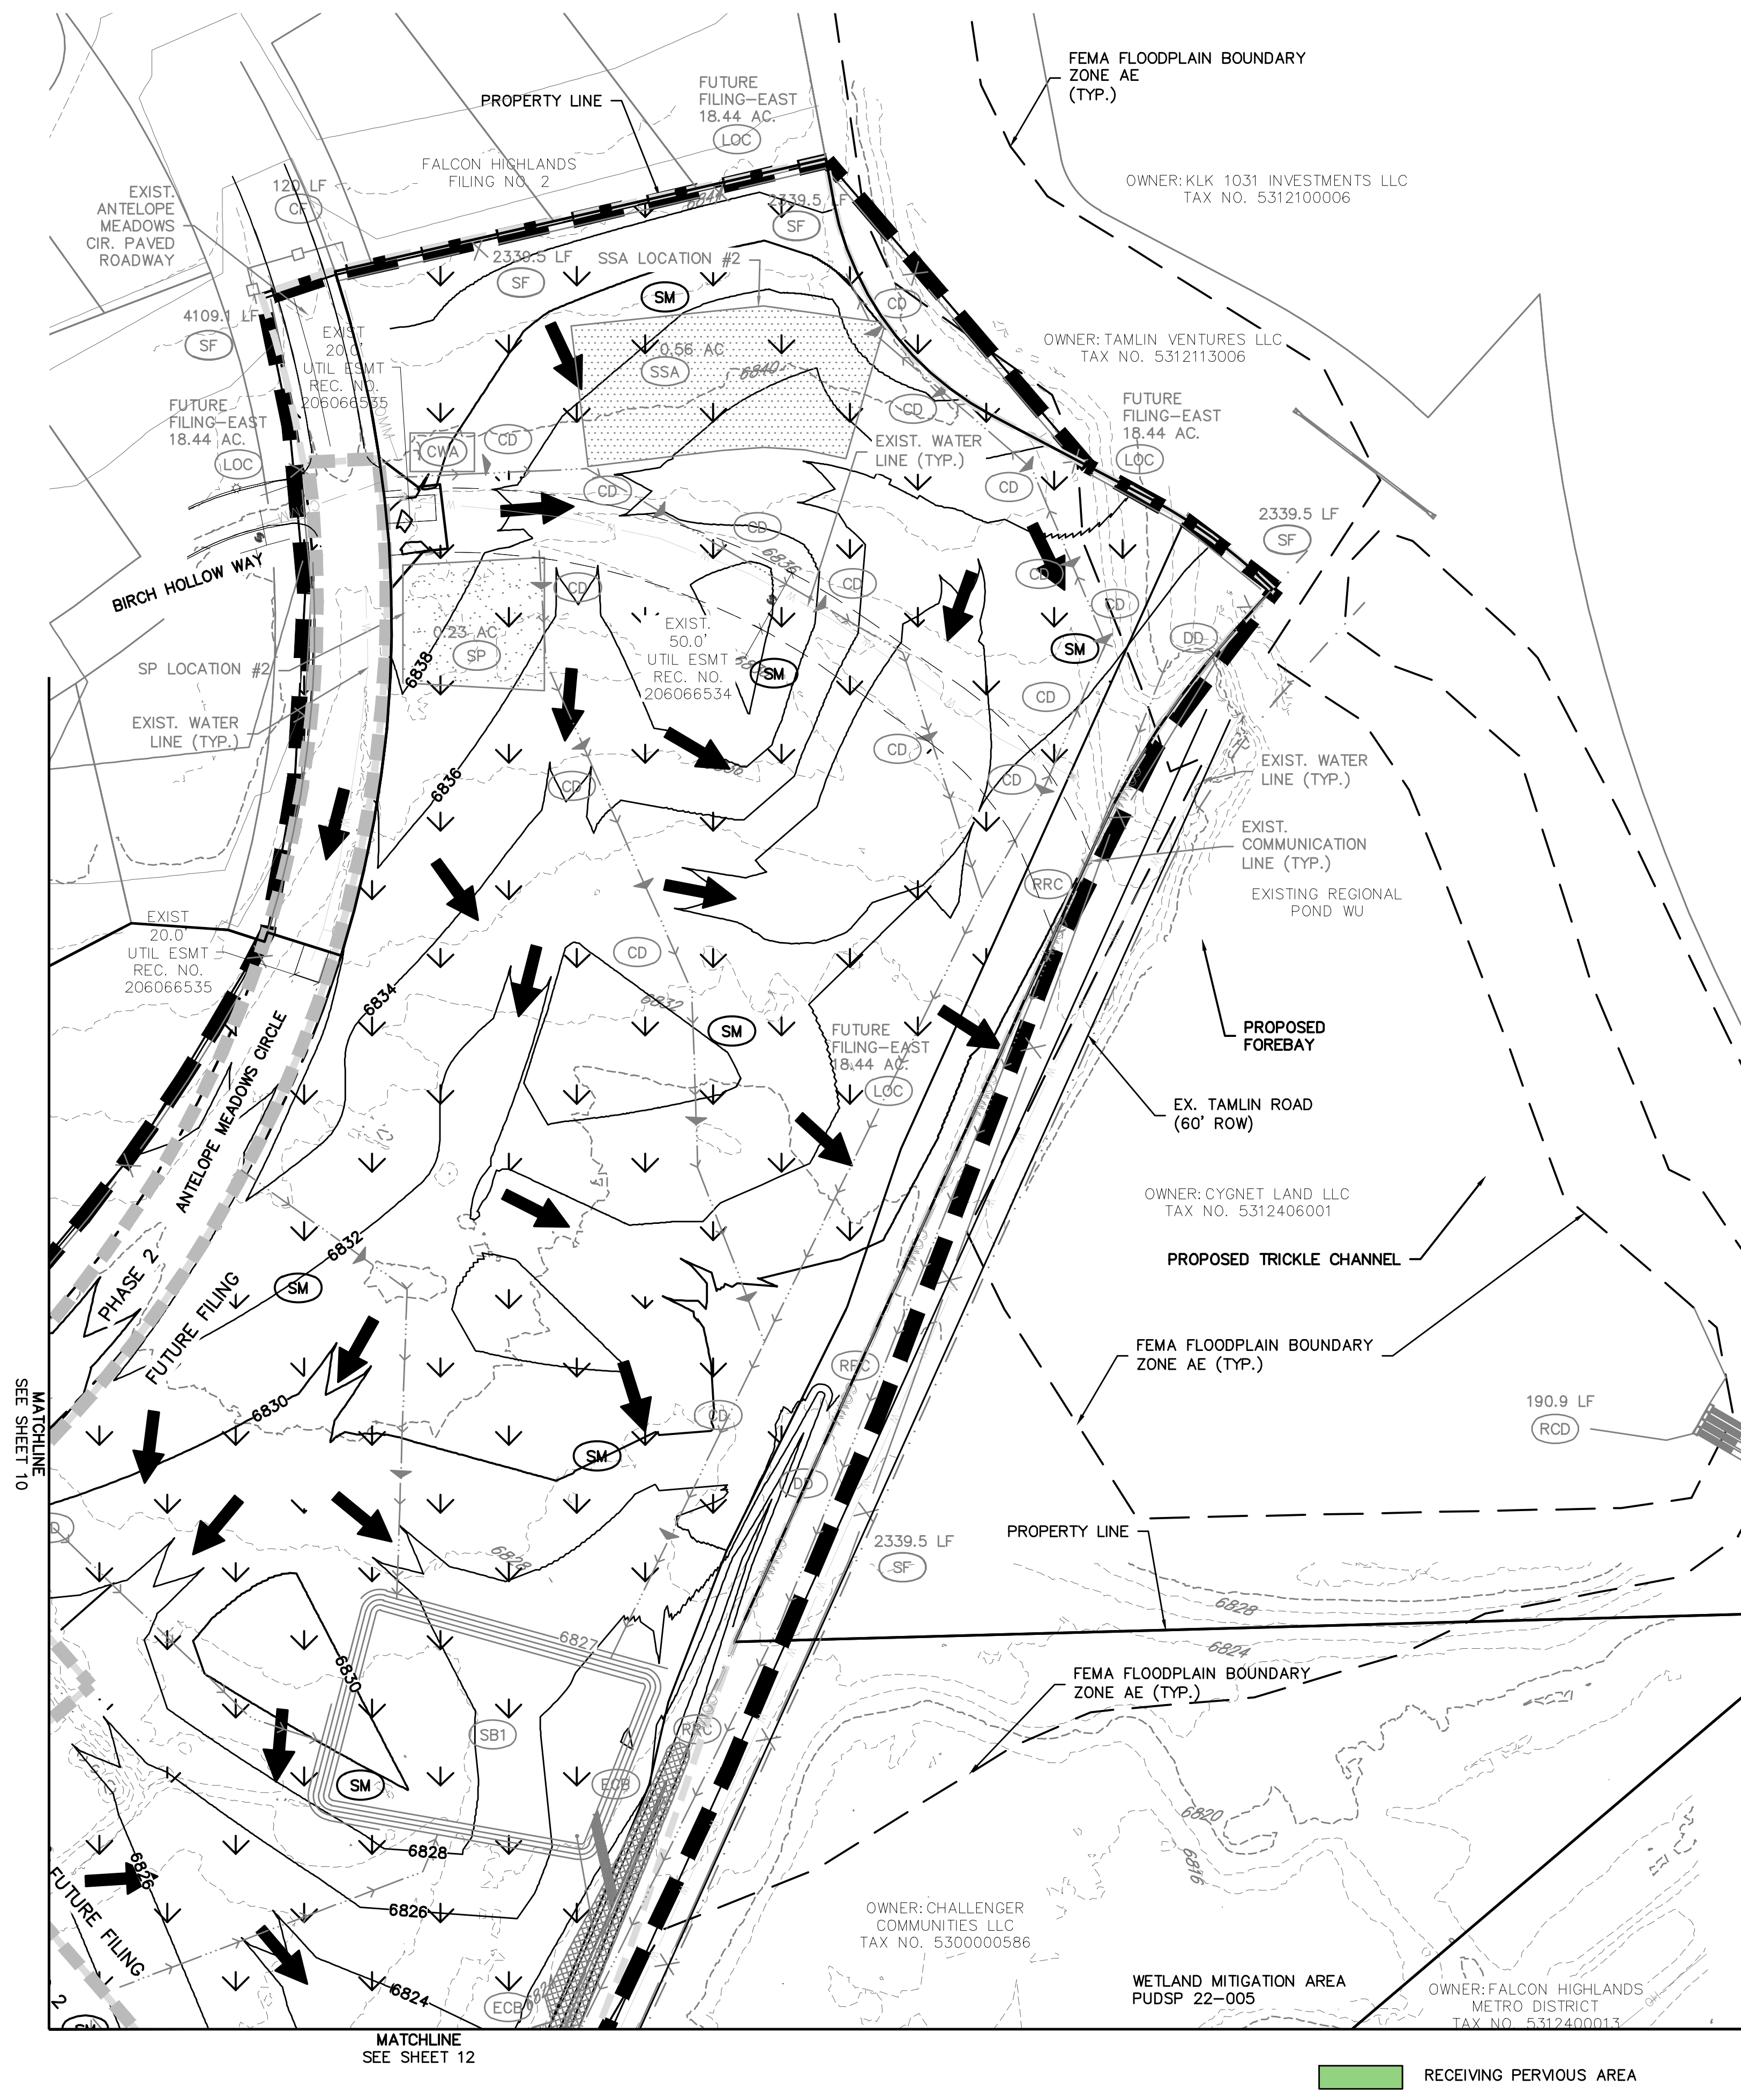 FEMA FLOODPLAIN BOUNDARY
ZONE AE
(TYP.)
FUTURE
FILING-EAST
18.44 AC.
LOC
PROPERTY LINE
FALCON HIGHLANDS
FILING NO. 2
OWNER: KLK 1031 INVESTMENTS LLC
TAX NO. 5312100006
120 LF
CF
EXIST.
ANTELOPE
MEADOWS
CIR. PAVED
ROADWAY
2339.5 LF
SF
2339.5 LF
SF
SSA LOCATION #2
SM
CD
4109.1 LF
SF
EXIST
20.0'
UTIL ESMT
REC. NO.
206066535
0.56 AC
SSA
6840
OWNER: TAMLIN VENTURES LLC
TAX NO. 5312113006
FUTURE
FILING-EAST
18.44 AC.
LOC
FUTURE
FILING-EAST
18.44 AC.
LOC
CD
CWA
CD
EXIST. WATER
LINE (TYP.)
CD
CD
CD
2339.5 LF
SF
BIRCH HOLLOW WAY
6836
CD
CD
CD
CD
0.23 AC
SP
SP LOCATION #2
6838
EXIST.
50.0'
UTIL ESMT
REC. NO.
206066534
SM
SM
DD
CD
EXIST. WATER
LINE (TYP.)
CD
CD
CD
6836
EXIST. WATER
LINE (TYP.)
EXIST.
COMMUNICATION
LINE (TYP.)
RRC
EXISTING REGIONAL
POND WU
EXIST
20.0'
UTIL ESMT
REC. NO.
206066535
CD
6834
6832
SM
FUTURE
FILING-EAST
18.44 AC.
LOC
PROPOSED
FOREBAY
EX. TAMLIN ROAD
(60' ROW)
ANTELOPE MEADOWS CIRCLE
OWNER: CYGNET LAND LLC
TAX NO. 5312406001
PROPOSED TRICKLE CHANNEL
6832
SM
PHASE 2
FUTURE FILING
FEMA FLOODPLAIN BOUNDARY
ZONE AE (TYP.)
RRC
CD
6830
SM
190.9 LF
RCD
MATCHLINE
SEE SHEET 10
DD
COMM
PROPERTY LINE
2339.5 LF
SF
6828
6828
6827
6824
FEMA FLOODPLAIN BOUNDARY
ZONE AE (TYP.)
6830
SB1
RRC
ECB
SM
6820
6816
6828
6826
6826
FUTURE FILING
OWNER: CHALLENGER
COMMUNITIES LLC
TAX NO. 5300000586
6824
ECB
2
SM
WETLAND MITIGATION AREA
PUDSP 22-005
OWNER: FALCON HIGHLANDS
METRO DISTRICT
TAX NO. 5312400013
MATCHLINE
SEE SHEET 12
RECEIVING PERVIOUS AREA